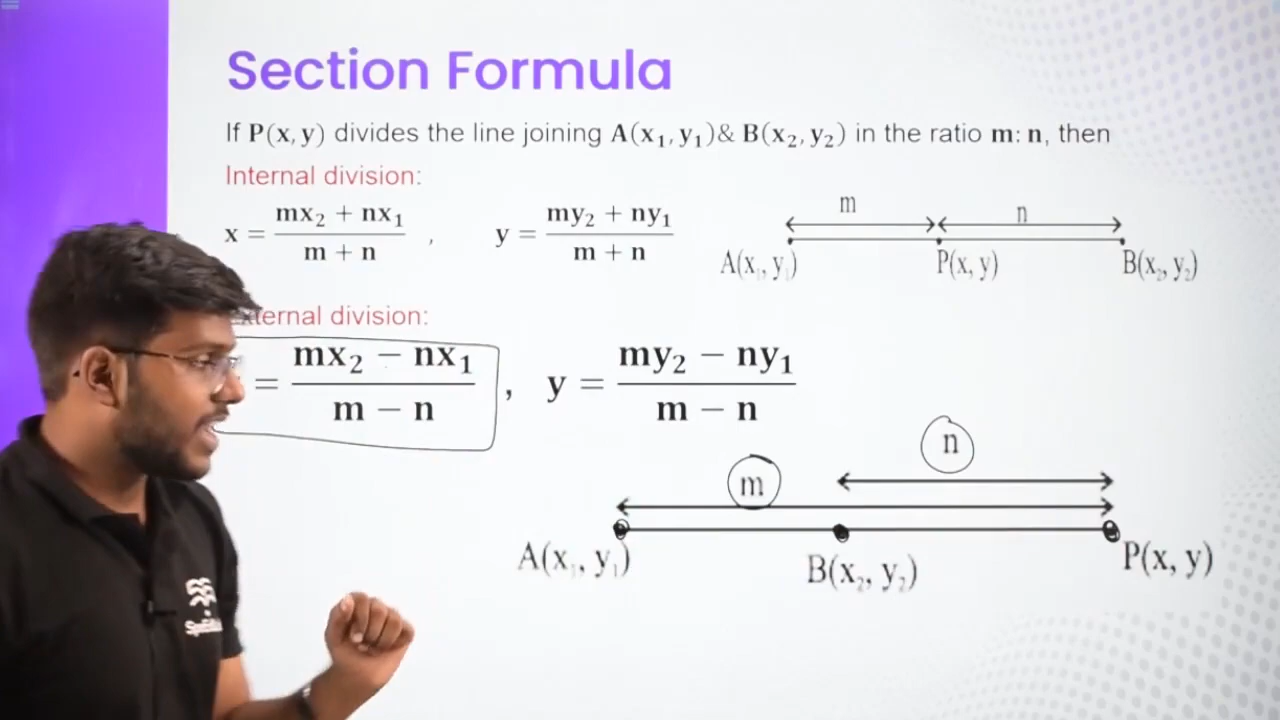 Section Formula
If P(x, y) divides the line joining A(x₁, y₁)& B(x₂, y₂) in the ratio m: n, then
Internal division:
x = (mx₂ + nx₁)/(m + n) , y = (my₂ + ny₁)/(m + n)
m n
A(x₁, y₁) P(x, y) B(x₂, y₂)
ternal division:
= (mx₂ − nx₁)/(m − n) , y = (my₂ − ny₁)/(m − n)
n
m
A(x₁, y₁) B(x₂, y₂) P(x, y)